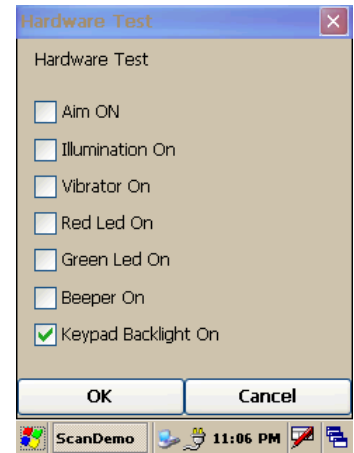 Hardware Test
Hardware Test
Aim ON
Illumination On
Vibrator On
Red Led On
Green Led On
Beeper On
Keypad Backlight On
OK Cancel
ScanDemo 11:06 PM